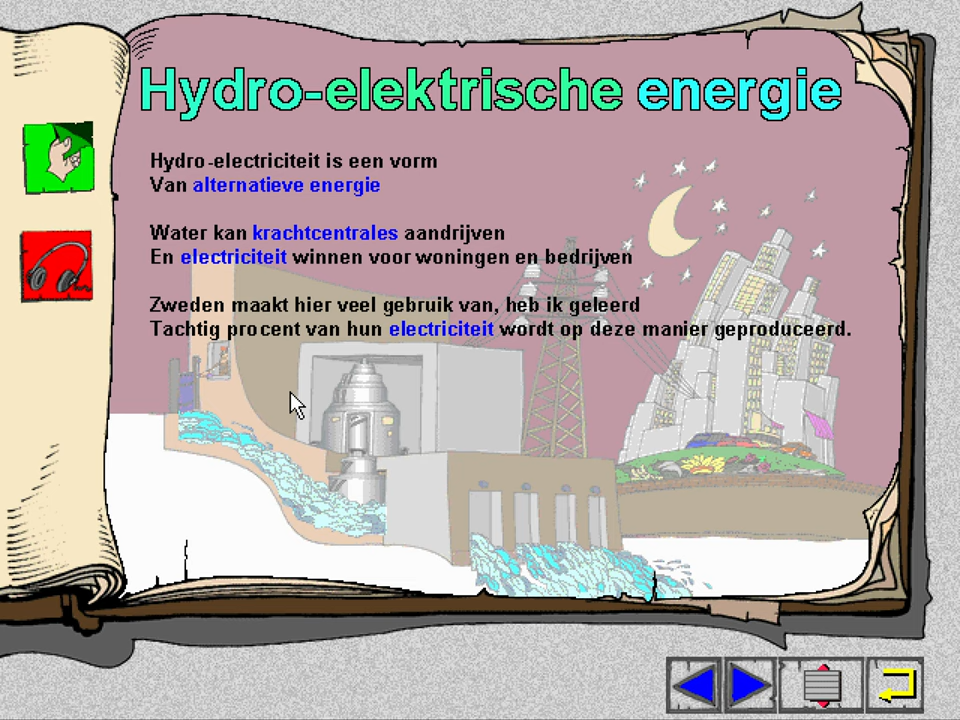 Hydro-elektrische energie
Hydro-electriciteit is een vorm
Van alternatieve energie
Water kan krachtcentrales aandrijven
En electriciteit winnen voor woningen en bedrijven
Zweden maakt hier veel gebruik van, heb ik geleerd
Tachtig procent van hun electriciteit wordt op deze manier geproduceerd.